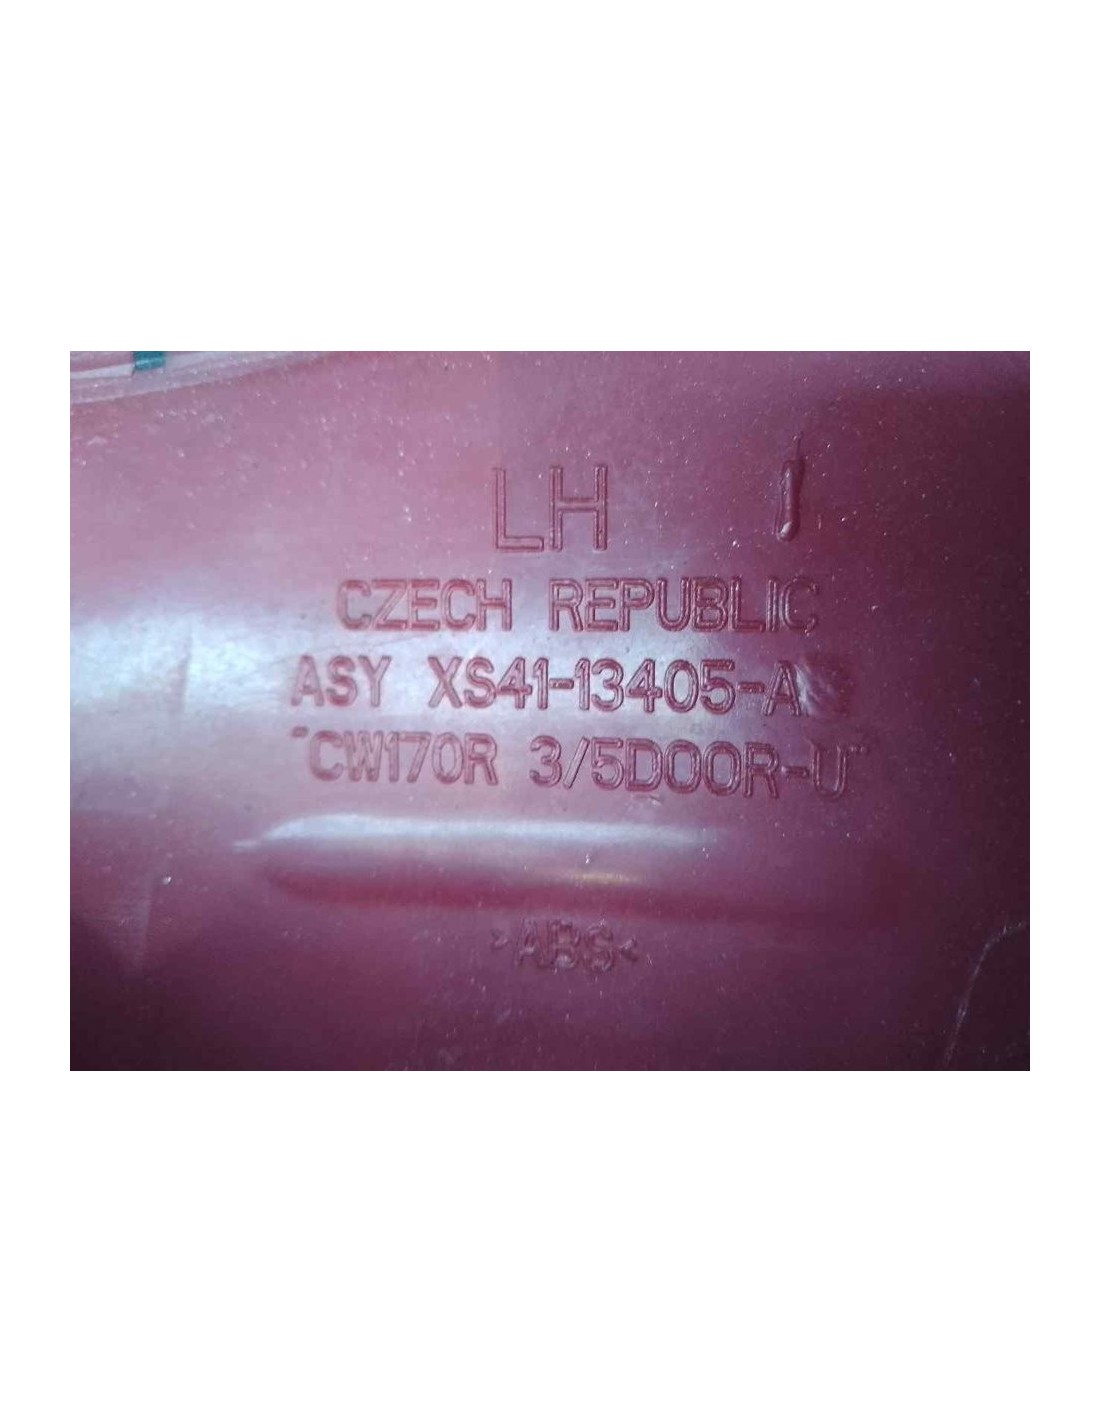 LH
CZECH REPUBLIC
ASY XS41-13405-A
"CW170R 3/5DOOR-U"
>ABS<